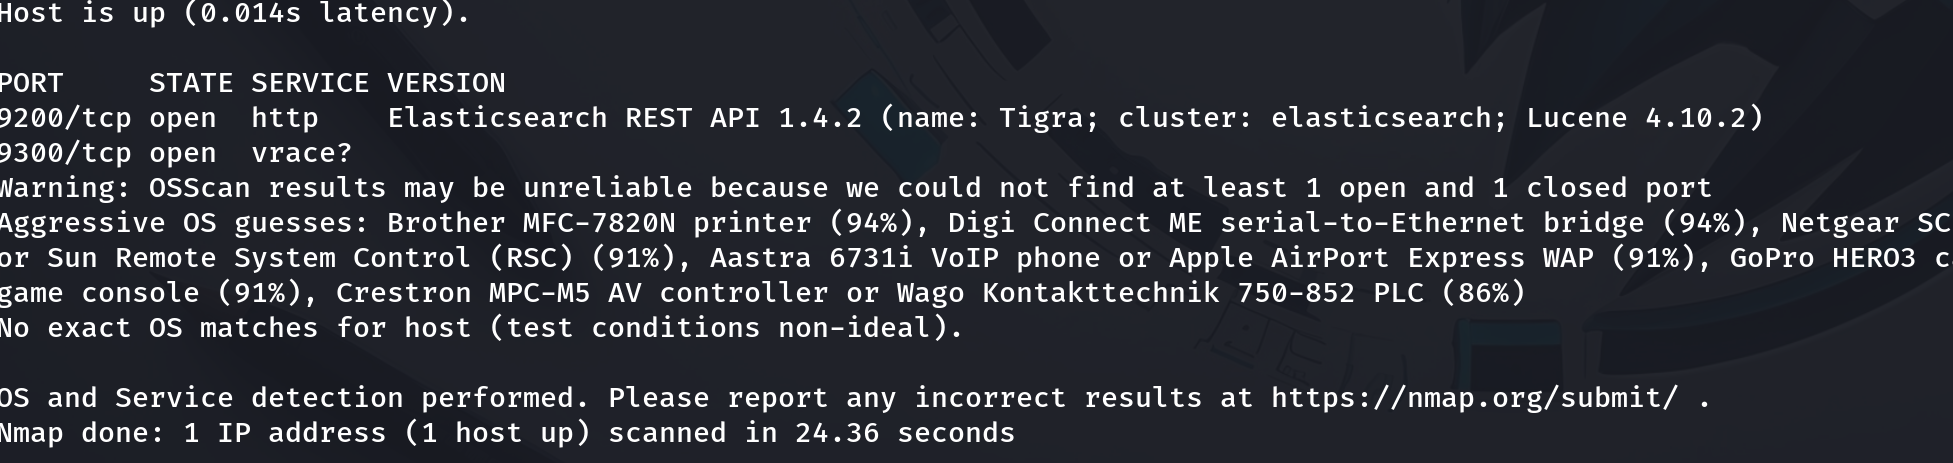 Host is up (0.014s latency).
PORT     STATE SERVICE VERSION
9200/tcp open  http    Elasticsearch REST API 1.4.2 (name: Tigra; cluster: elasticsearch; Lucene 4.10.2)
9300/tcp open  vrace?
Warning: OSScan results may be unreliable because we could not find at least 1 open and 1 closed port
Aggressive OS guesses: Brother MFC-7820N printer (94%), Digi Connect ME serial-to-Ethernet bridge (94%), Netgear SC
or Sun Remote System Control (RSC) (91%), Aastra 6731i VoIP phone or Apple AirPort Express WAP (91%), GoPro HERO3
game console (91%), Crestron MPC-M5 AV controller or Wago Kontakttechnik 750-852 PLC (86%)
No exact OS matches for host (test conditions non-ideal).
OS and Service detection performed. Please report any incorrect results at https://nmap.org/submit/ .
Nmap done: 1 IP address (1 host up) scanned in 24.36 seconds